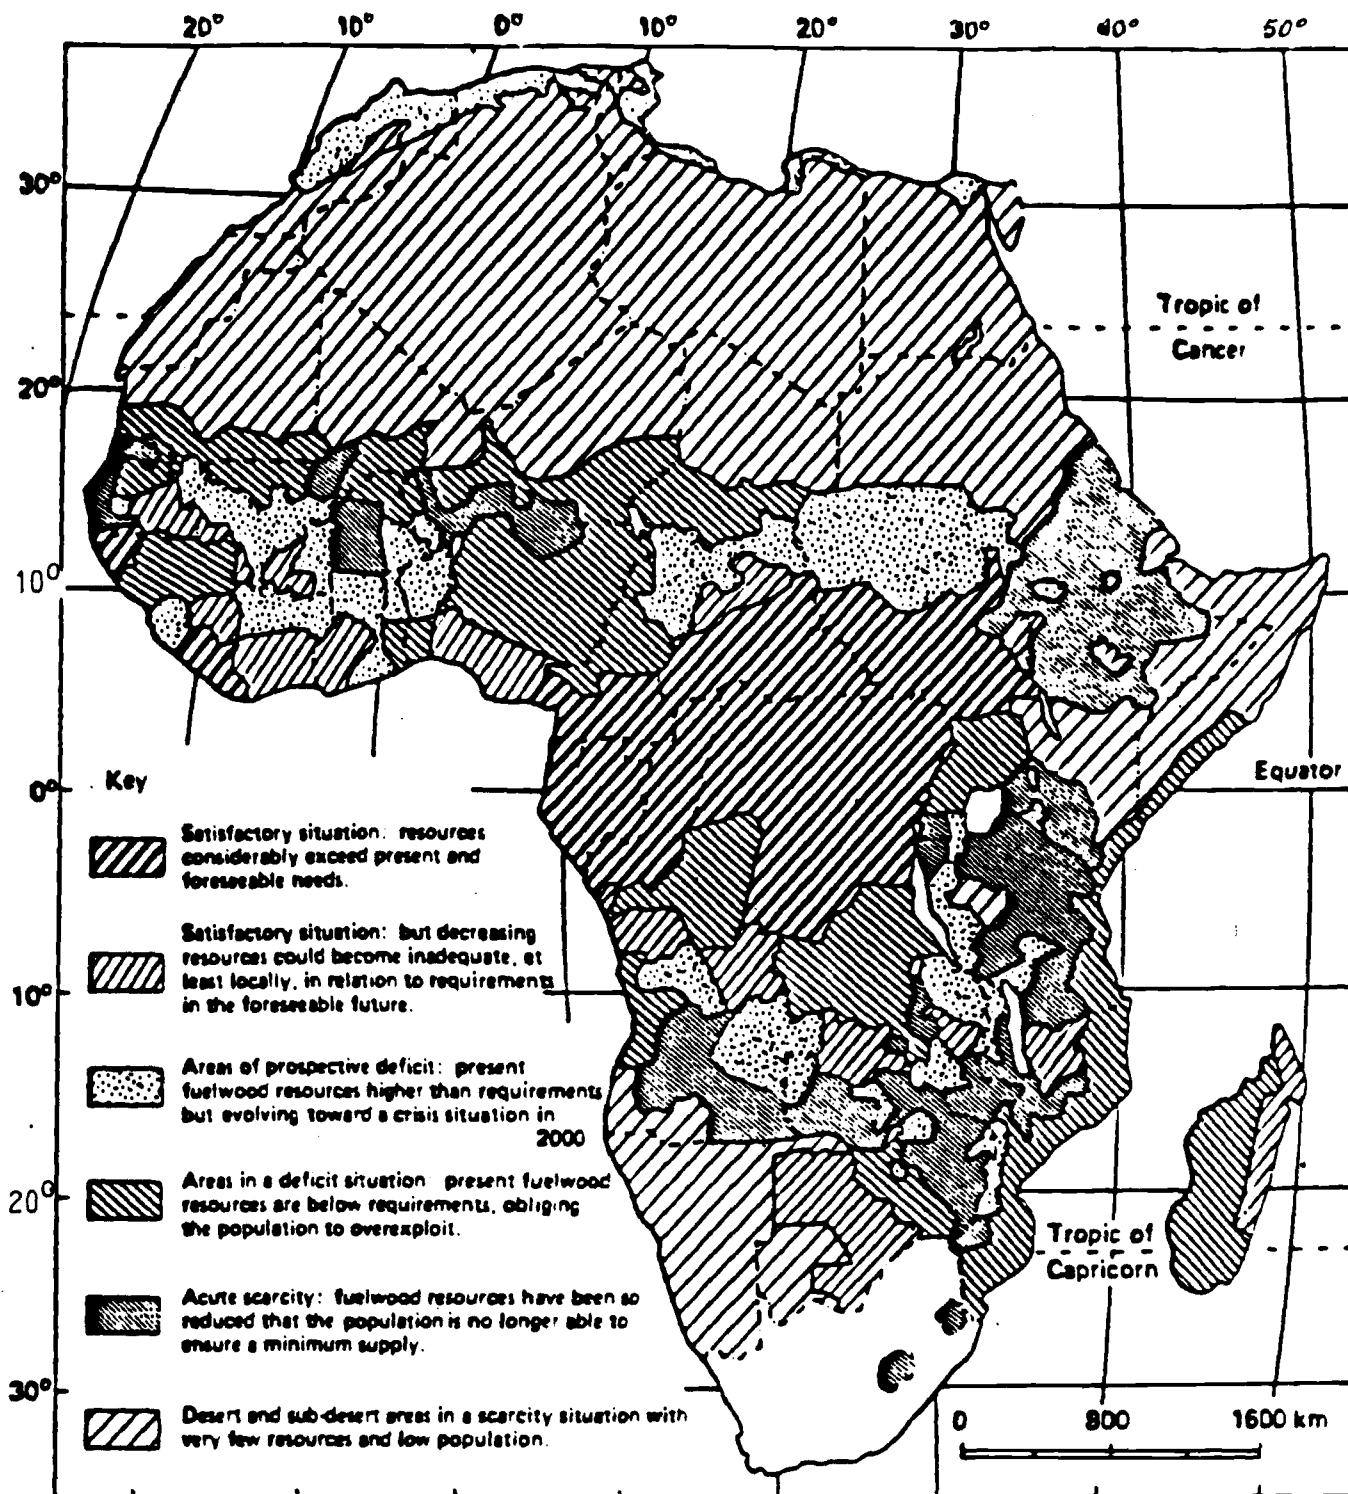 20° 10° 0° 10° 20° 30° 40° 50°
30°
Tropic of
Cancer
20°
10°
Key
0°
Equator
Satisfactory situation: resources
considerably exceed present and
foreseeable needs.
Satisfactory situation: but decreasing
resources could become inadequate, at
least locally, in relation to requirements
in the foreseeable future.
10°
Areas of prospective deficit: present
fuelwood resources higher than requirements
but evolving toward a crisis situation in
2000
Areas in a deficit situation: present fuelwood
resources are below requirements, obliging
the population to overexploit.
20°
Tropic of
Capricorn
Acute scarcity: fuelwood resources have been so
reduced that the population is no longer able to
ensure a minimum supply.
30°
Desert and sub-desert areas in a scarcity situation with
very few resources and low population.
0 800 1600 km